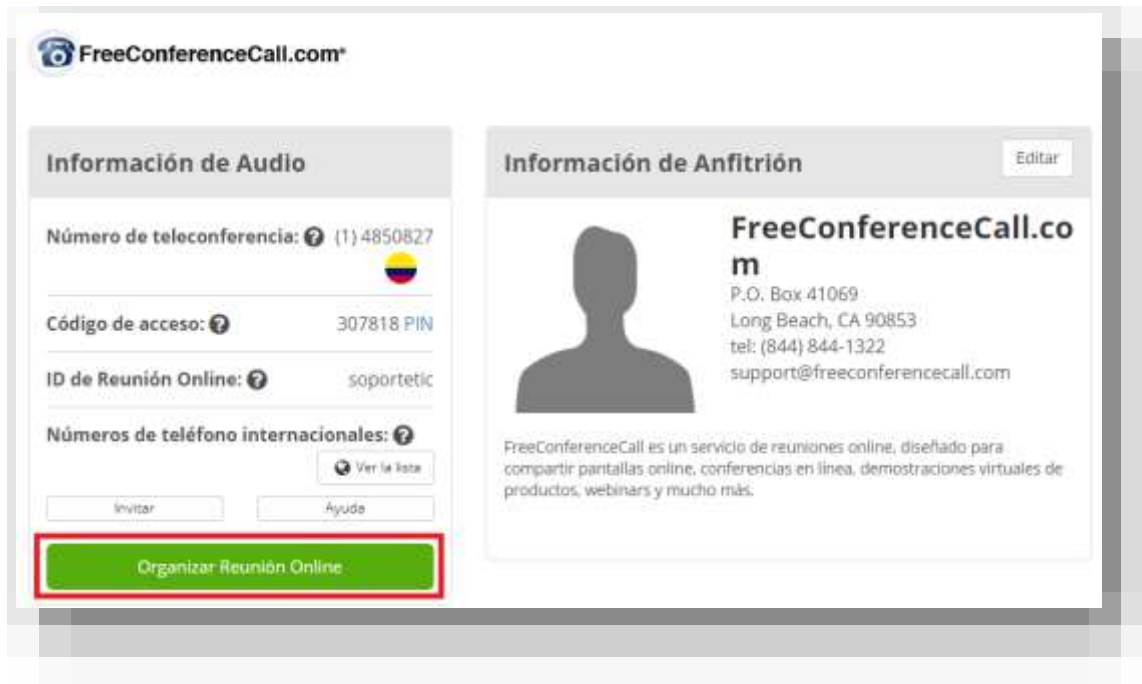 FreeConferenceCall.com®
Información de Audio
Número de teleconferencia: ? (1) 4850827
Código de acceso: ? 307818 PIN
ID de Reunión Online: ? soportetic
Números de teléfono internacionales: ?
Ver la lista
Invitar
Ayuda
Organizar Reunión Online
Información de Anfitrión
Editar
FreeConferenceCall.co
m
P.O. Box 41069
Long Beach, CA 90853
tel: (844) 844-1322
support@freeconferencecall.com
FreeConferenceCall es un servicio de reuniones online, diseñado para
compartir pantallas online, conferencias en línea, demostraciones virtuales de
productos, webinars y mucho más.